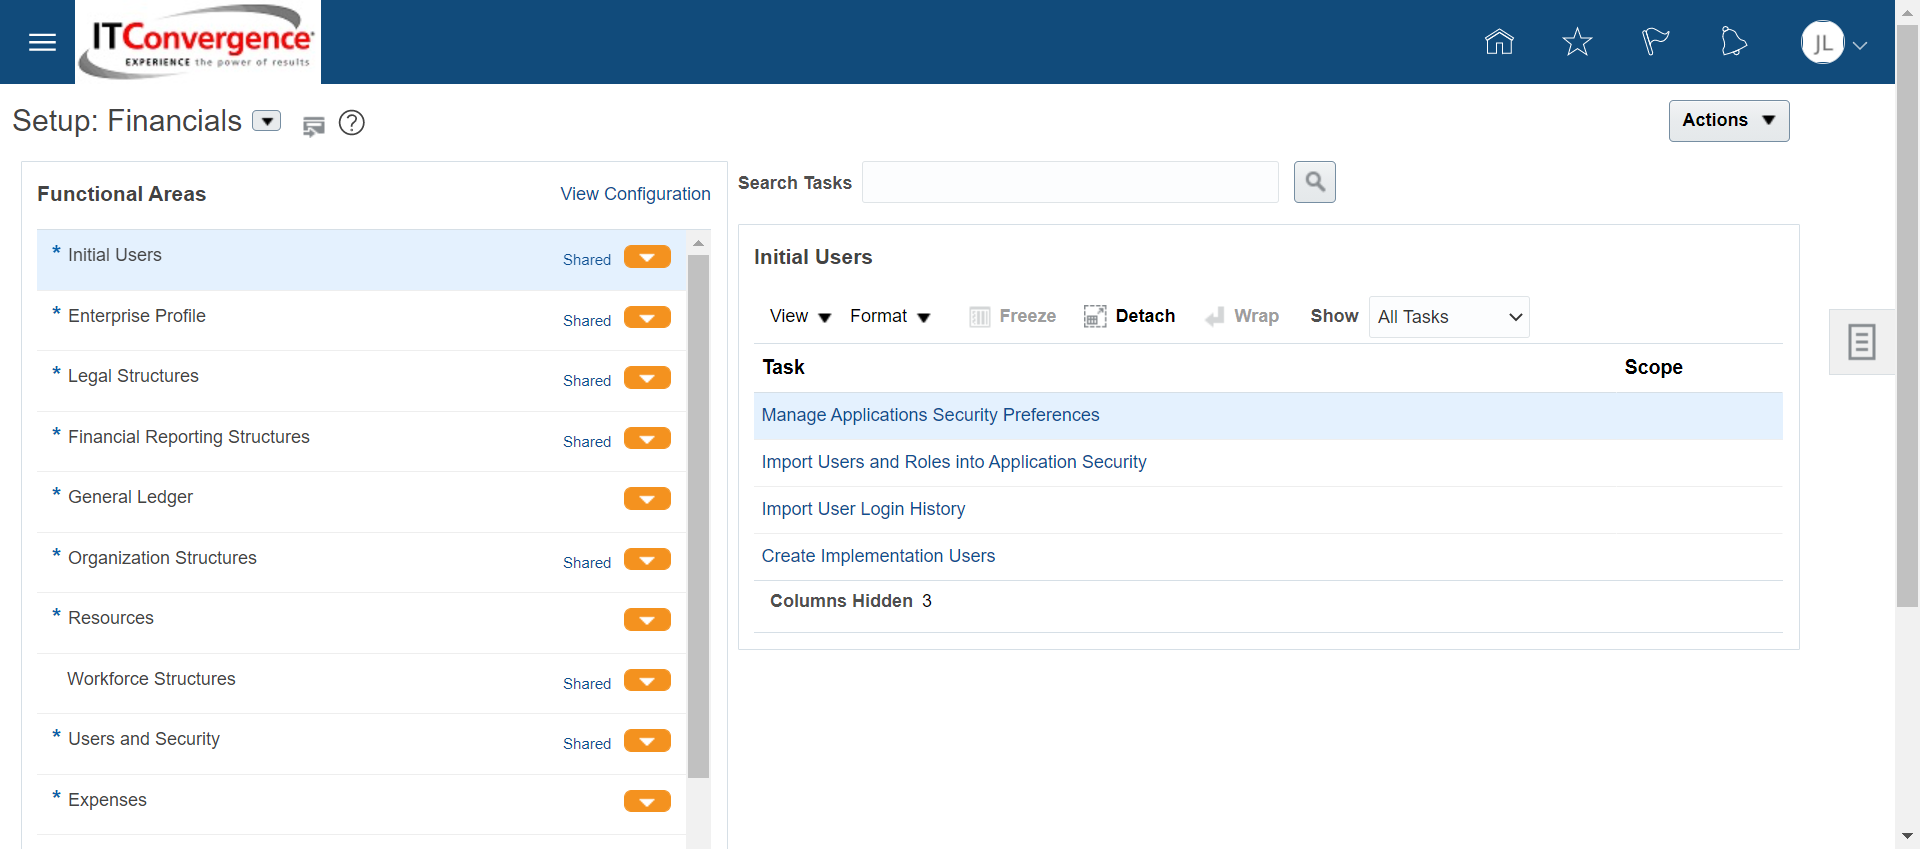 ITConvergence
EXPERIENCE the power of results
JL
Setup: Financials
Actions
Functional Areas
View Configuration
* Initial Users Shared
* Enterprise Profile Shared
* Legal Structures Shared
* Financial Reporting Structures Shared
* General Ledger
* Organization Structures Shared
* Resources
Workforce Structures Shared
* Users and Security Shared
* Expenses
Search Tasks
Initial Users
View Format Freeze Detach Wrap Show All Tasks
Task Scope
Manage Applications Security Preferences
Import Users and Roles into Application Security
Import User Login History
Create Implementation Users
Columns Hidden 3